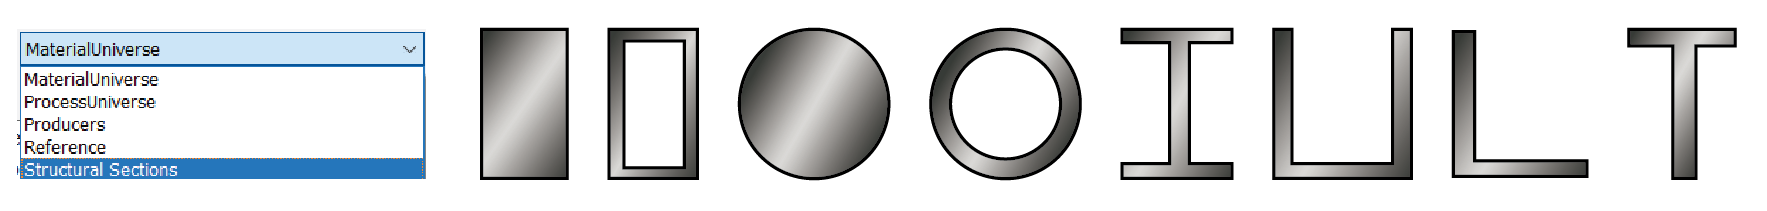 MaterialUniverse
MaterialUniverse
ProcessUniverse
Producers
Reference
Structural Sections